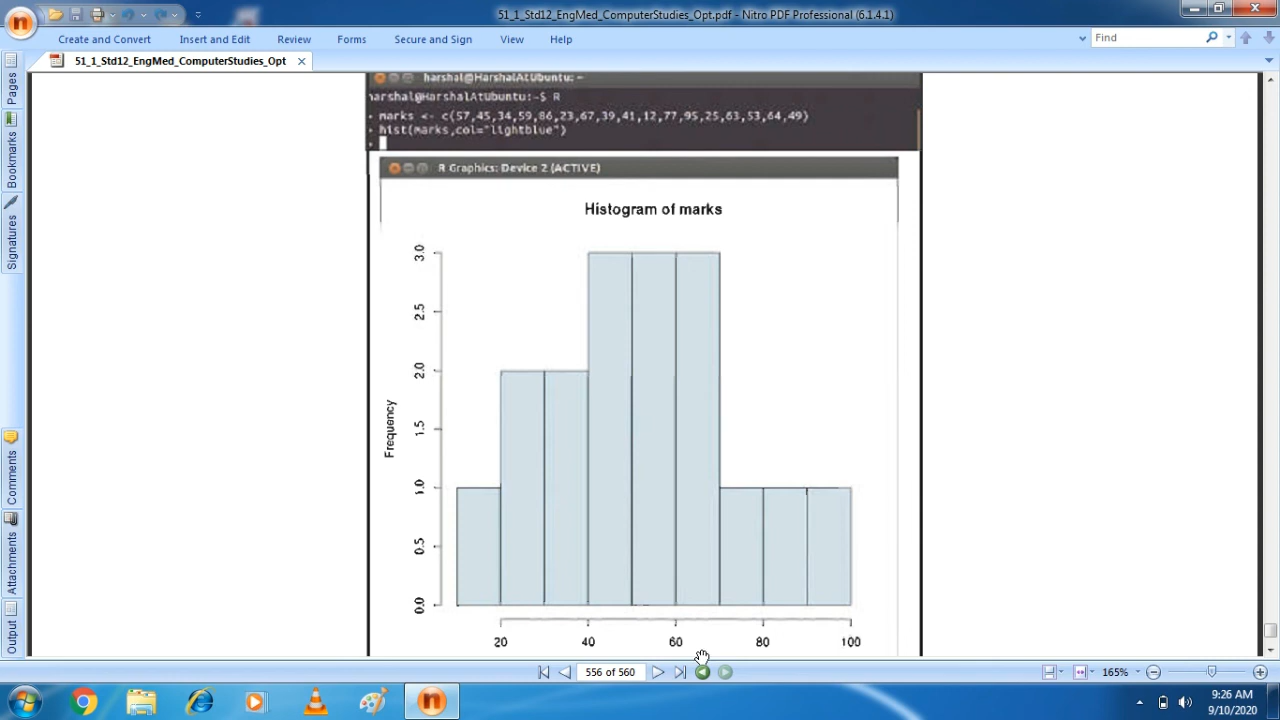 51_1_Std12_EngMed_ComputerStudies_Opt.pdf - Nitro PDF Professional (6.1.4.1)
Create and Convert Insert and Edit Review Forms Secure and Sign View Help Find
51_1_Std12_EngMed_ComputerStudies_Opt
Pages
Bookmarks
Signatures
Comments
Attachments
Output
harshal@HarshalAtUbuntu: ~
harshal@HarshalAtUbuntu:~$ R
marks <- c(57,45,34,59,86,23,67,39,41,12,77,95,25,63,53,64,49)
hist(marks,col="lightblue")
R Graphics: Device 2 (ACTIVE)
Histogram of marks
Frequency
3.0
2.5
2.0
1.5
1.0
0.5
0.0
20 40 60 80 100
556 of 560 165%
9:26 AM
9/10/2020